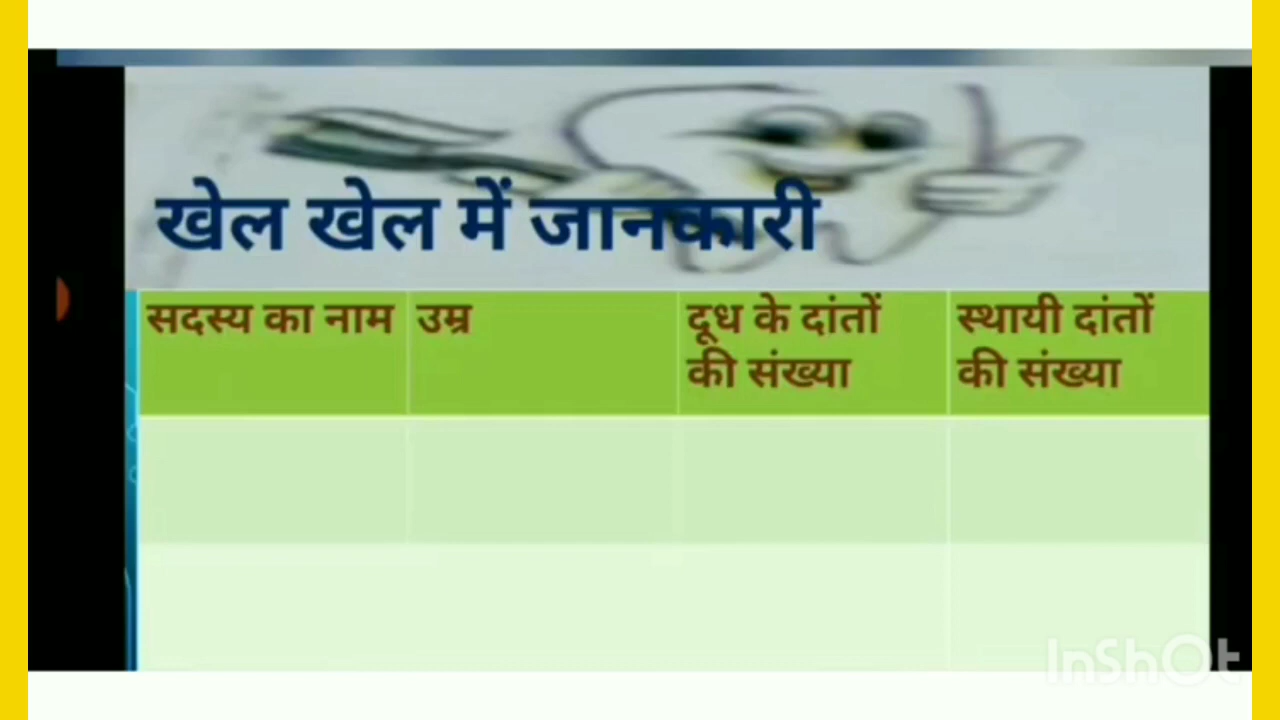 खेल खेल में जानकारी
सदस्य का नाम
उम्र
दूध के दांतों
की संख्या
स्थायी दांतों
की संख्या
InShOt